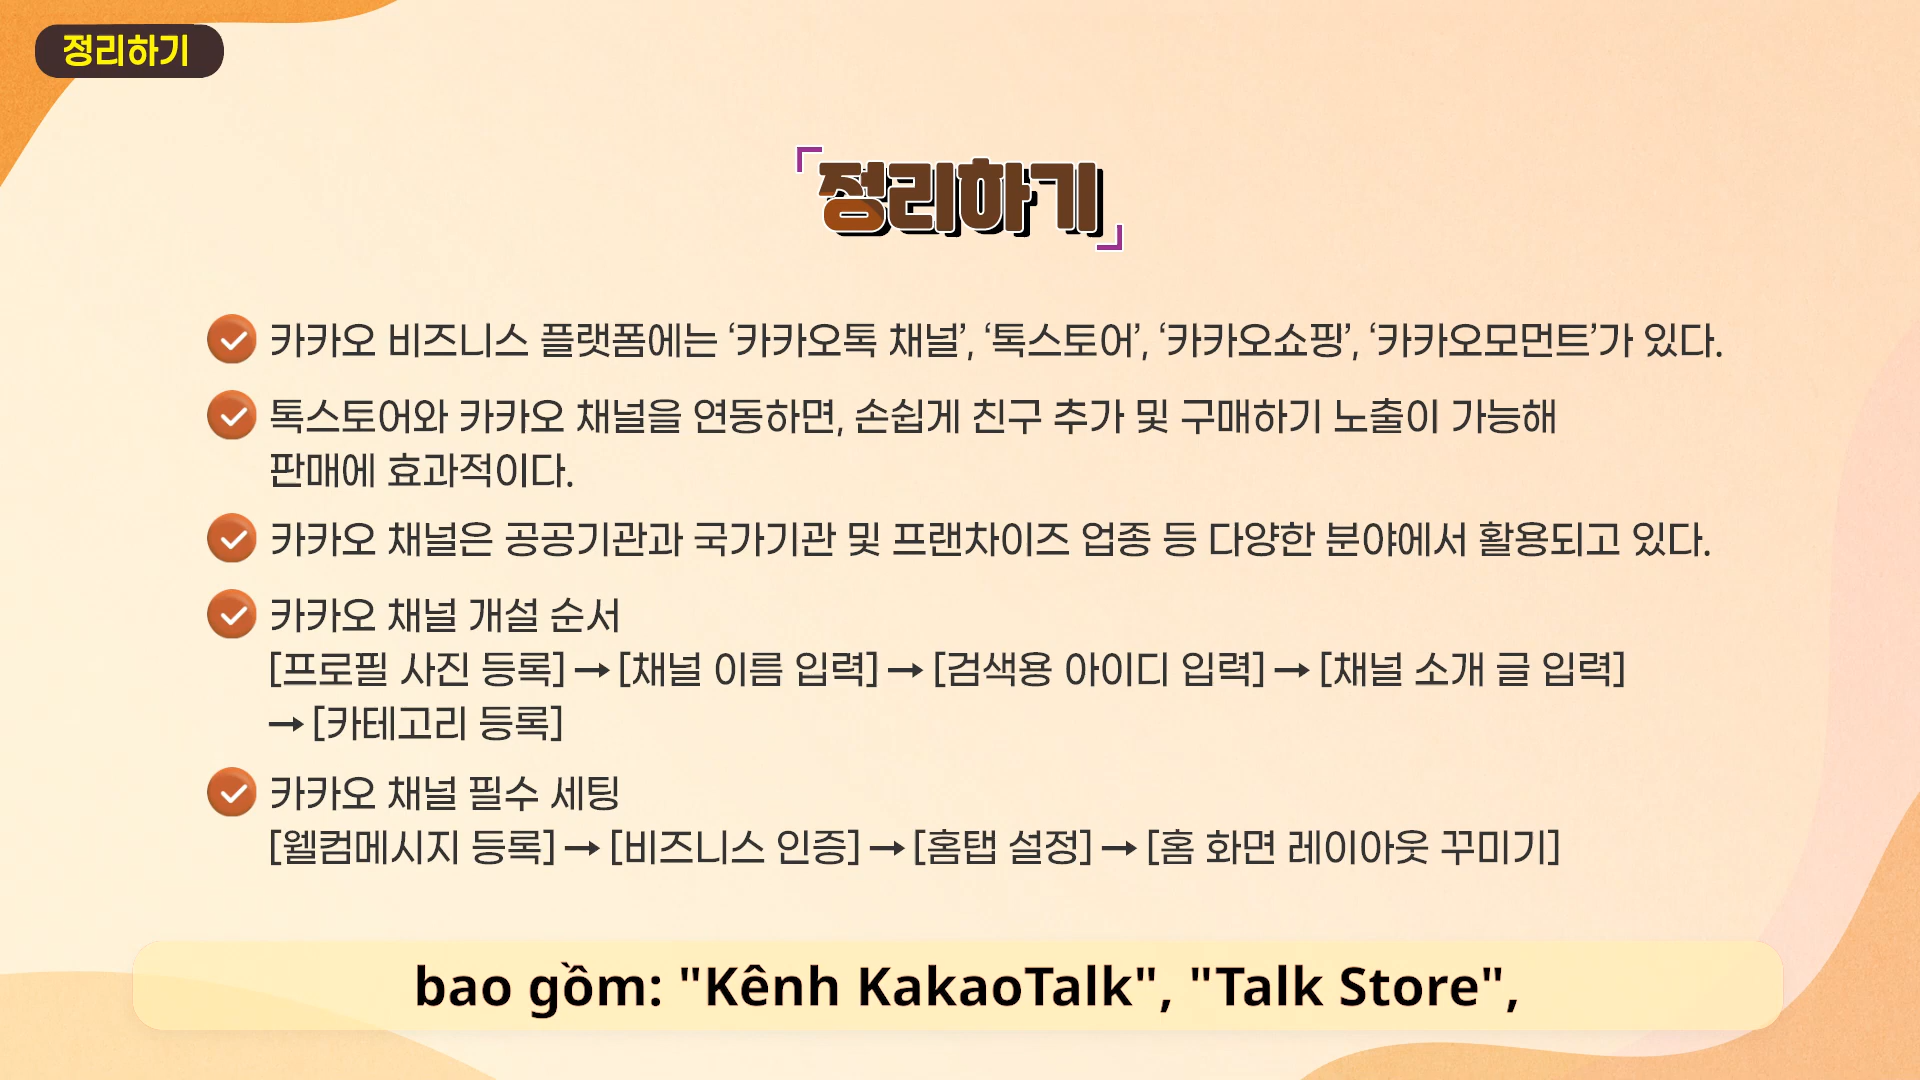 정리하기
정리하기
카카오 비즈니스 플랫폼에는 ‘카카오톡 채널’, ‘톡스토어’, ‘카카오쇼핑’, ‘카카오모먼트’가 있다.
톡스토어와 카카오 채널을 연동하면, 손쉽게 친구 추가 및 구매하기 노출이 가능해
판매에 효과적이다.
카카오 채널은 공공기관과 국가기관 및 프랜차이즈 업종 등 다양한 분야에서 활용되고 있다.
카카오 채널 개설 순서
[프로필 사진 등록] → [채널 이름 입력] → [검색용 아이디 입력] → [채널 소개 글 입력]
→ [카테고리 등록]
카카오 채널 필수 세팅
[웰컴메시지 등록] → [비즈니스 인증] → [홈탭 설정] → [홈 화면 레이아웃 꾸미기]
bao gồm: "Kênh KakaoTalk", "Talk Store",